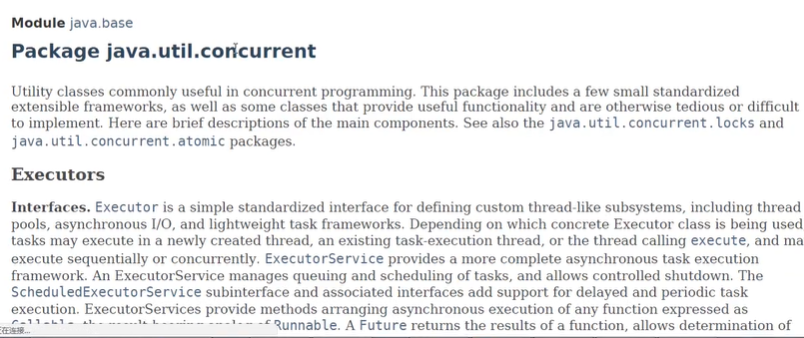 Module java.base
Package java.util.concurrent
Utility classes commonly useful in concurrent programming. This package includes a few small standardized
extensible frameworks, as well as some classes that provide useful functionality and are otherwise tedious or difficult
to implement. Here are brief descriptions of the main components. See also the java.util.concurrent.locks and
java.util.concurrent.atomic packages.
Executors
Interfaces. Executor is a simple standardized interface for defining custom thread-like subsystems, including thread
pools, asynchronous I/O, and lightweight task frameworks. Depending on which concrete Executor class is being used
tasks may execute in a newly created thread, an existing task-execution thread, or the thread calling execute, and ma
execute sequentially or concurrently. ExecutorService provides a more complete asynchronous task execution
framework. An ExecutorService manages queuing and scheduling of tasks, and allows controlled shutdown. The
ScheduledExecutorService subinterface and associated interfaces add support for delayed and periodic task
execution. ExecutorServices provide methods arranging asynchronous execution of any function expressed as
Callable, the result-bearing analog of Runnable. A Future returns the results of a function, allows determination of
在连接...